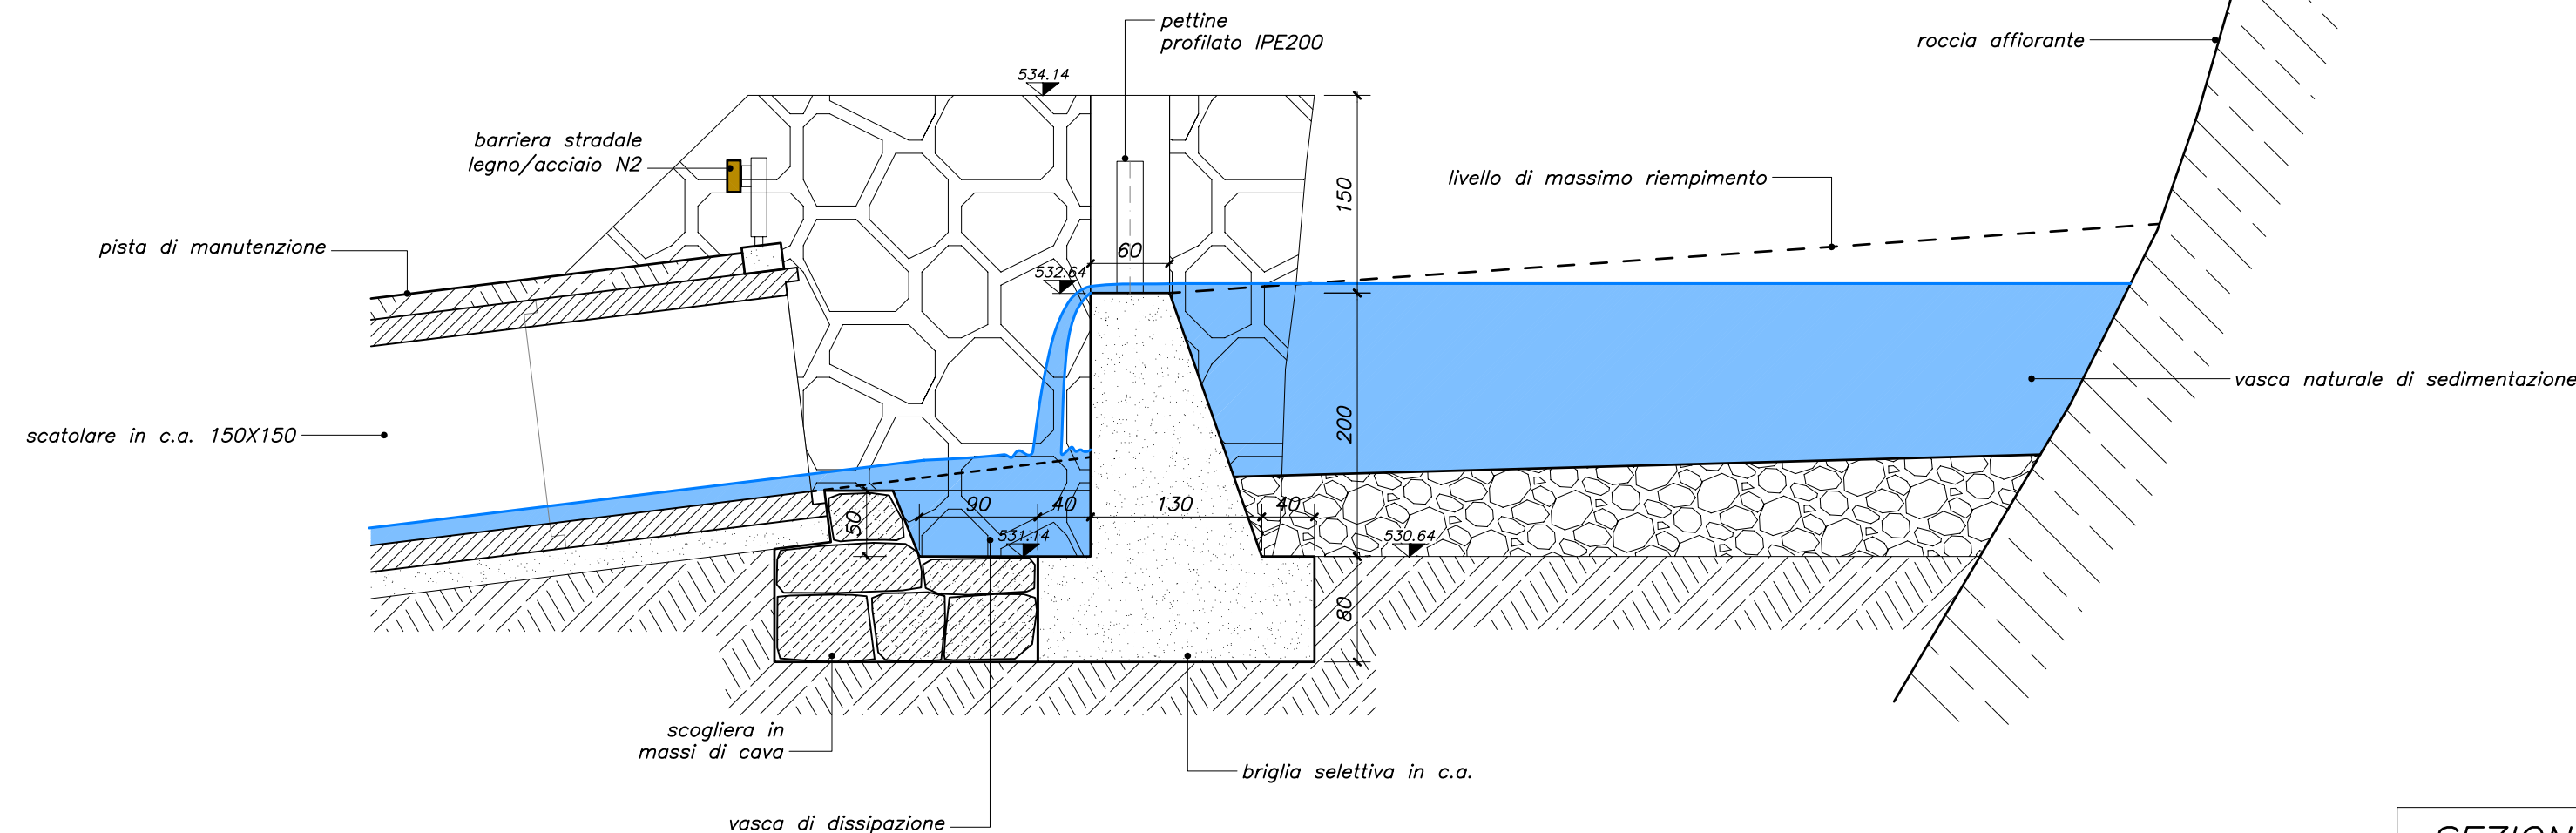 pettine
profilato IPE200
roccia affiorante
534.14
barriera stradale
legno/acciaio N2
livello di massimo riempimento
150
pista di manutenzione
60
532.64
vasca naturale di sedimentazione
200
scatolare in c.a. 150X150
90
40
130
40
50
531.14
530.64
80
scogliera in
massi di cava
briglia selettiva in c.a.
vasca di dissipazione